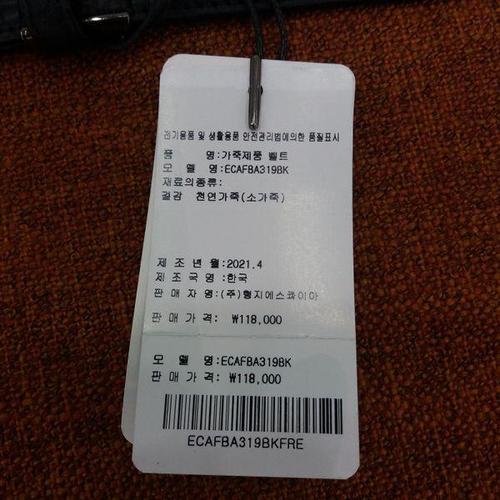 전기용품 및 생활용품 안전관리법에의한 품질표시
품 명:가죽제품 벨트
모 델 명:ECAFBA319BK
재료의종류:
겉감 천연가죽(소가죽)
제 조 년 월:2021.4
제 조 국 명:한국
판 매 자 명:(주)형지에스콰이아
판 매 가 격: ₩118,000
모 델 명:ECAFBA319BK
판 매 가 격: ₩118,000
ECAFBA319BKFRE